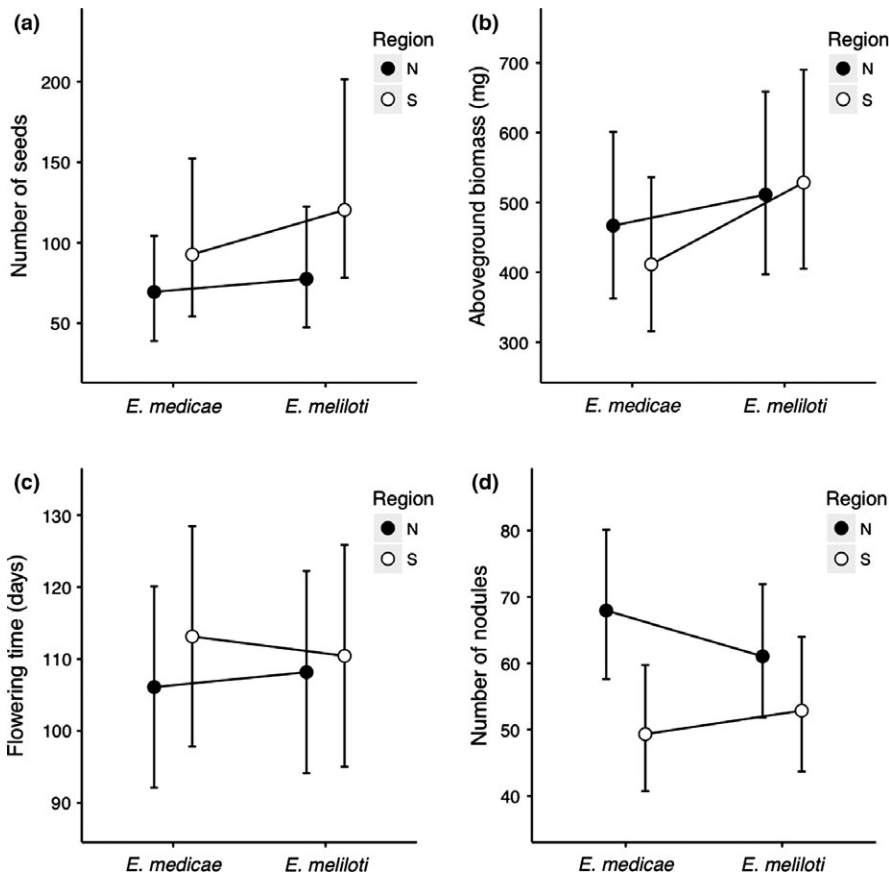 (a)
Region
N
S
Number of seeds
200
150
100
50
E. medicae
E. meliloti
(b)
Region
N
S
Aboveground biomass (mg)
700
600
500
400
300
E. medicae
E. meliloti
(c)
Region
N
S
Flowering time (days)
130
120
110
100
90
E. medicae
E. meliloti
(d)
Region
N
S
Number of nodules
80
70
60
50
40
E. medicae
E. meliloti